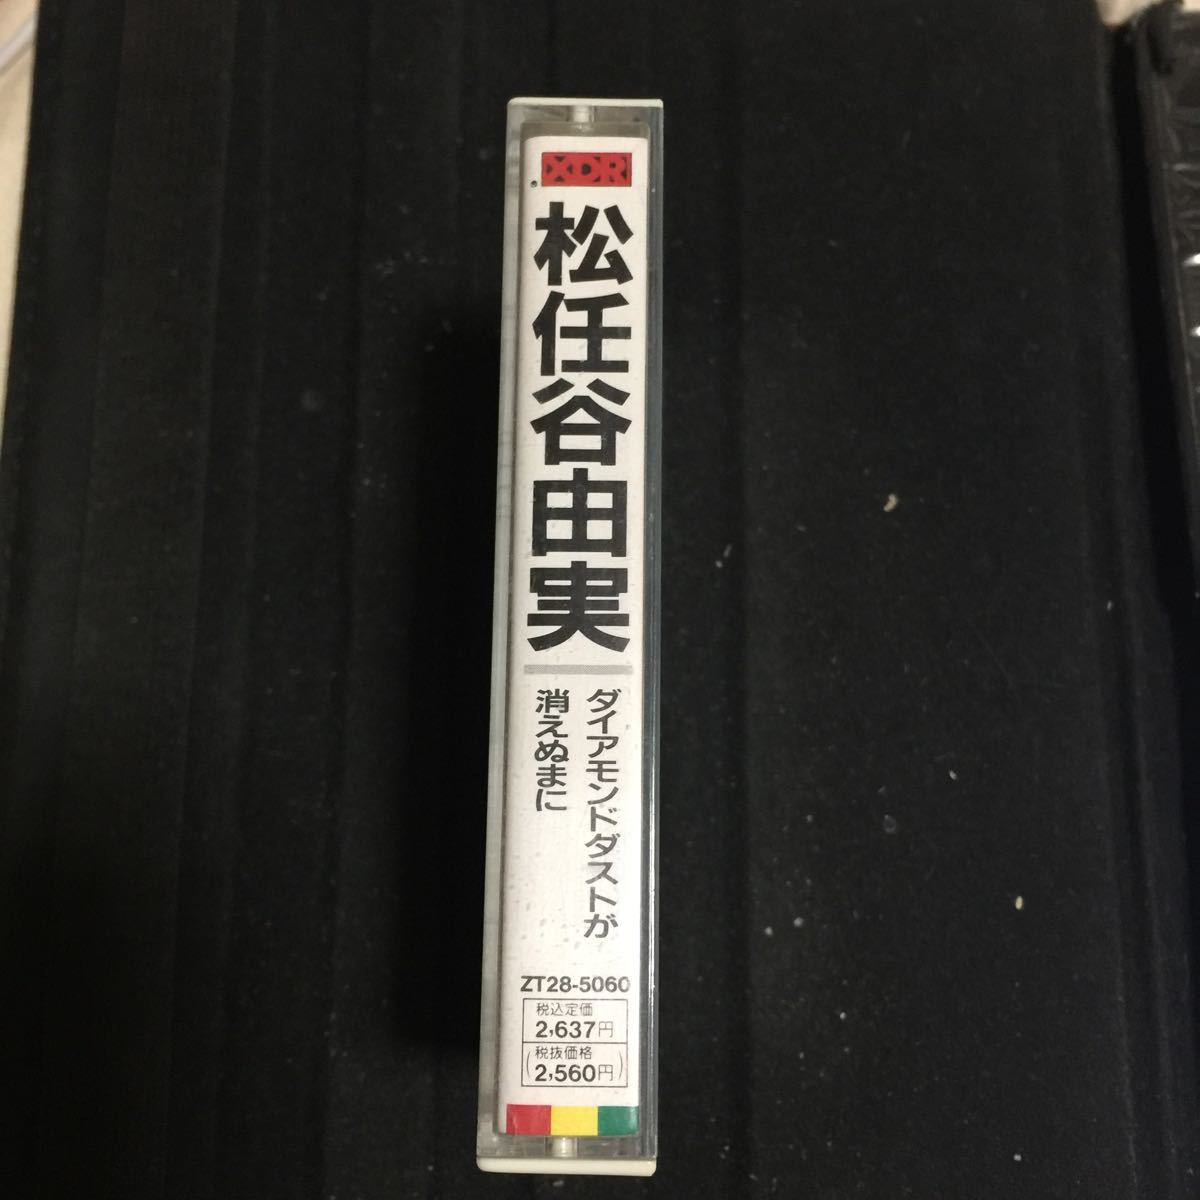 XDR
®
松任谷由実
ダイアモンドダストが
消えぬまに
ZT28-5060
税込定価
2,637円
(税抜価格
2,560円)